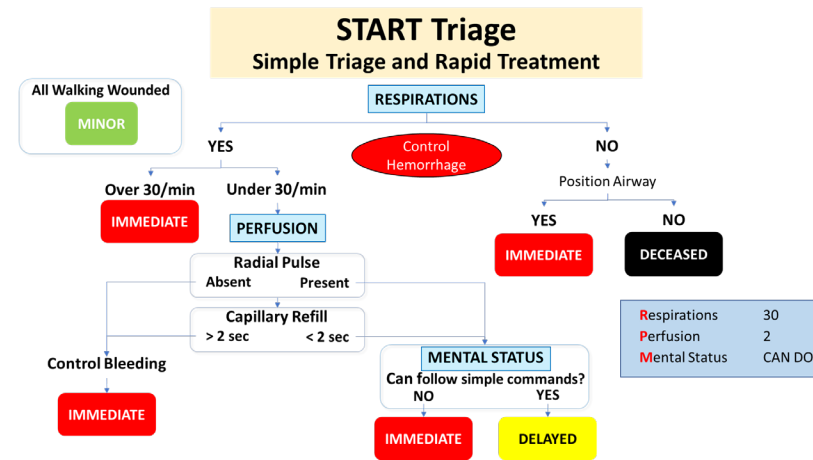 START Triage
Simple Triage and Rapid Treatment
All Walking Wounded
MINOR
RESPIRATIONS
YES
Control
Hemorrhage
NO
Position Airway
Over 30/min
Under 30/min
IMMEDIATE
PERFUSION
YES
NO
IMMEDIATE
DECEASED
Radial Pulse
Absent Present
Capillary Refill
> 2 sec < 2 sec
Control Bleeding
IMMEDIATE
MENTAL STATUS
Can follow simple commands?
NO YES
IMMEDIATE
DELAYED
Respirations 30
Perfusion 2
Mental Status CAN DO